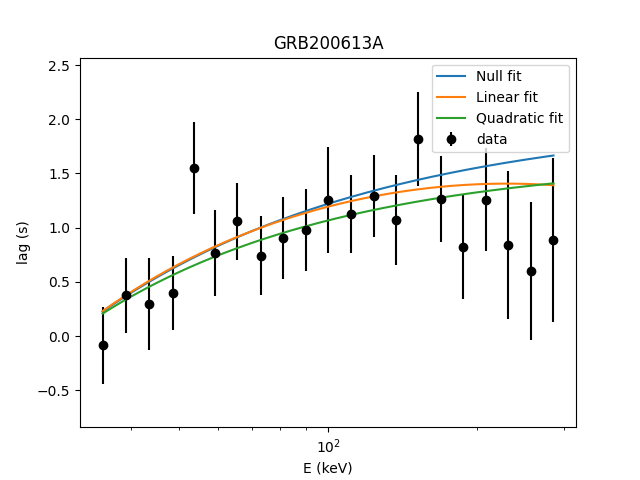 GRB200613A
2.5
2.0
1.5
1.0
0.5
0.0
−0.5
lag (s)
Null fit
Linear fit
Quadratic fit
data
10²
E (keV)